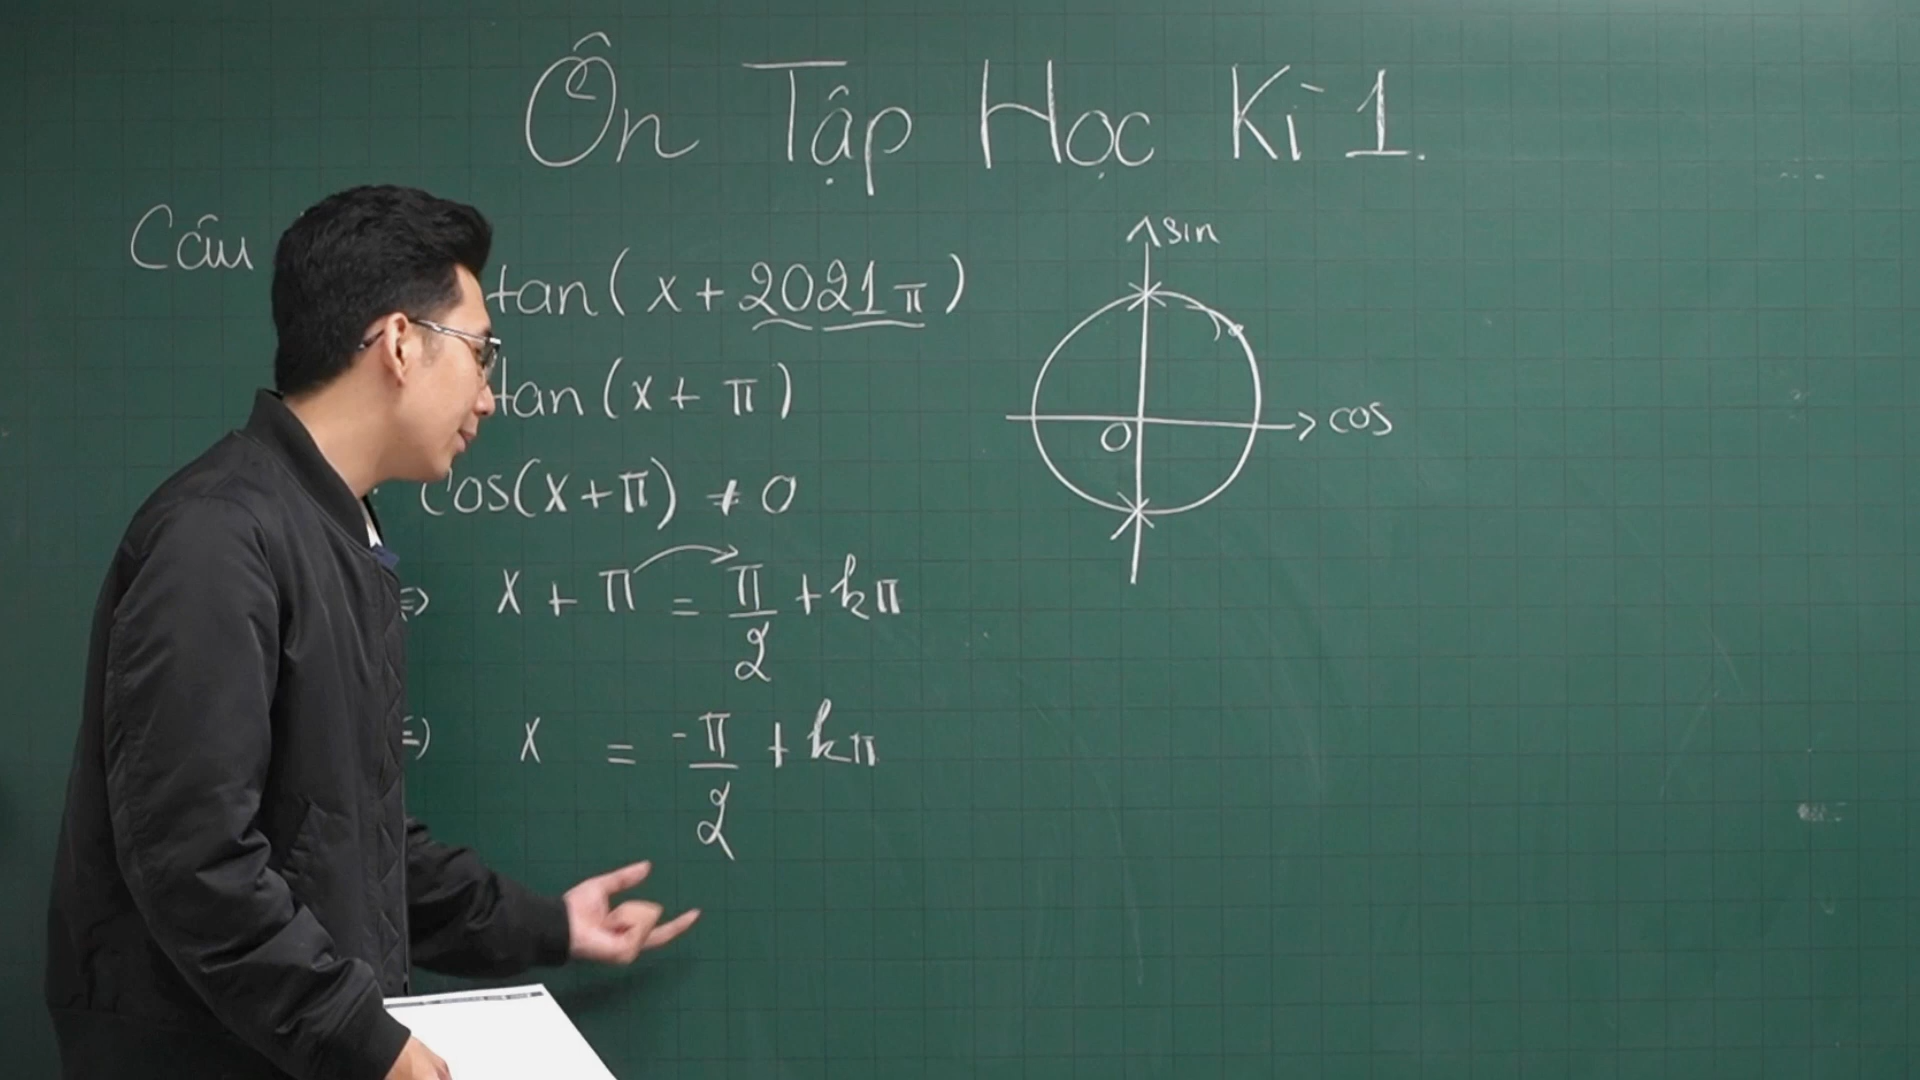 Ôn Tập Học Kì 1.
Câu
tan(x + 2021π)
tan(x + π)
cos(x+π) ≠ 0
⇔ x + π = π/2 + kπ
⇔ x = -π/2 + kπ
sin
cos
O